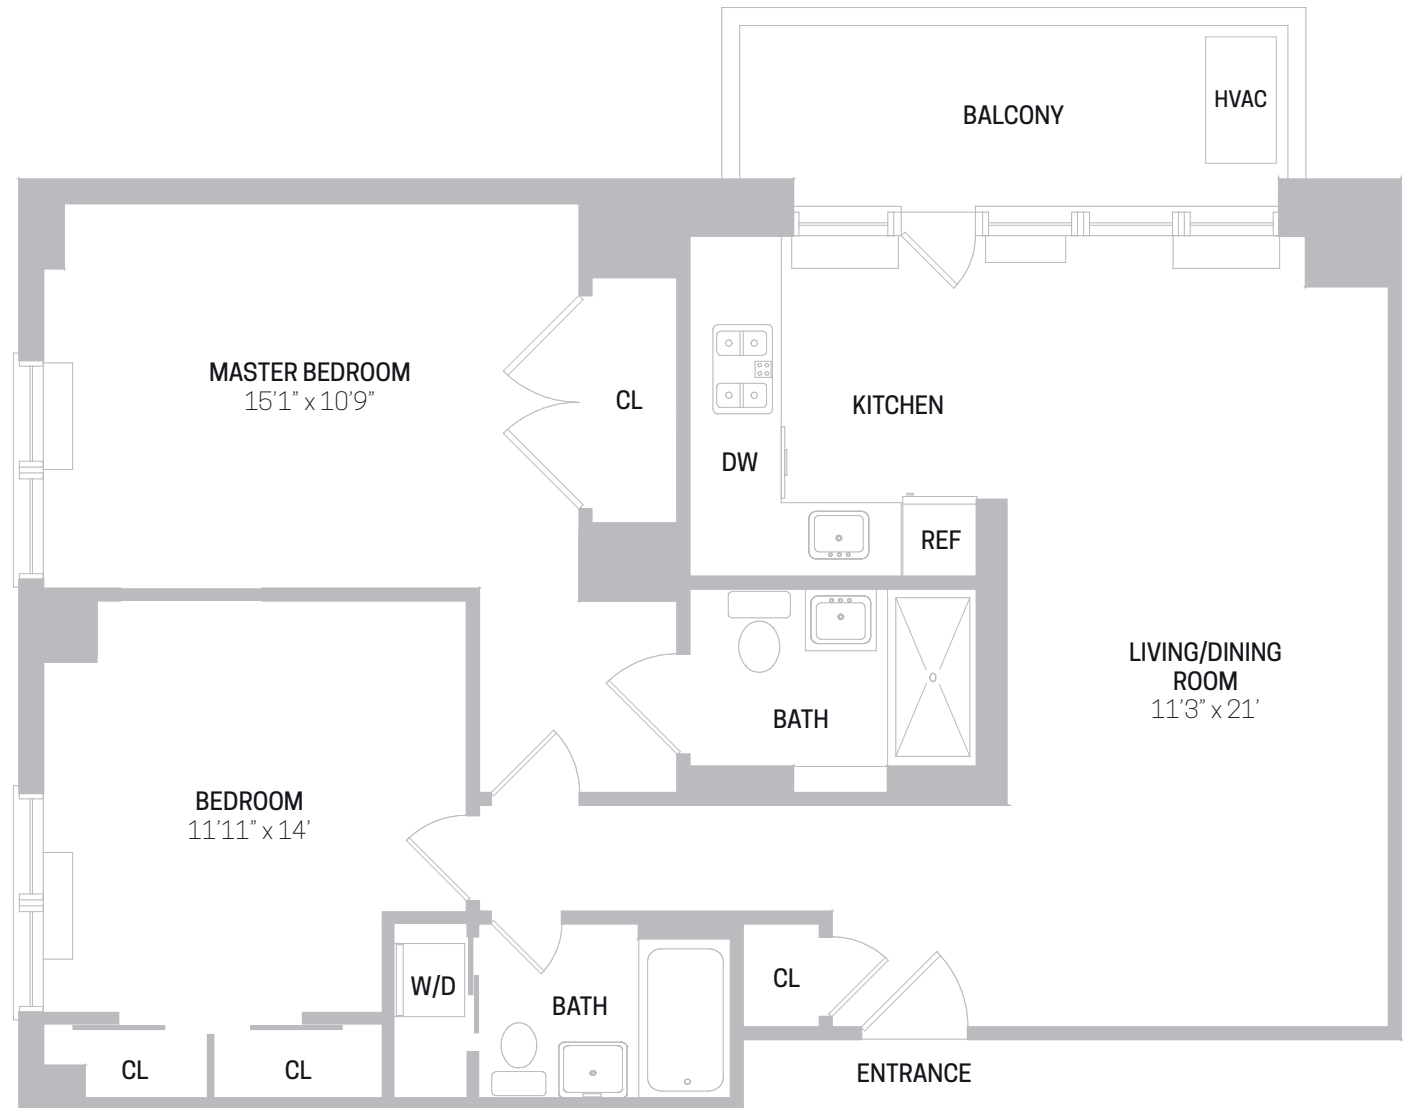 BALCONY
HVAC
MASTER BEDROOM
15’1” x 10’9”
CL
KITCHEN
DW
REF
LIVING/DINING
ROOM
11’3” x 21’
BATH
BEDROOM
11’11” x 14’
W/D
BATH
CL
CL
CL
ENTRANCE